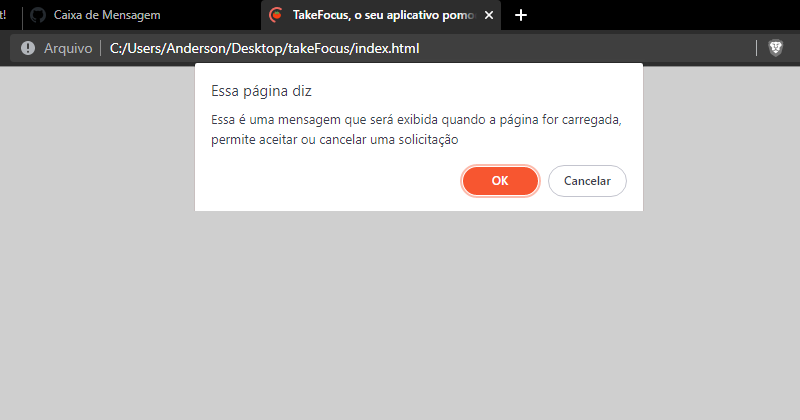 t!
Caixa de Mensagem
TakeFocus, o seu aplicativo pomo
Arquivo
C:/Users/Anderson/Desktop/takeFocus/index.html
Essa página diz
Essa é uma mensagem que será exibida quando a página for carregada,
permite aceitar ou cancelar uma solicitação
OK
Cancelar